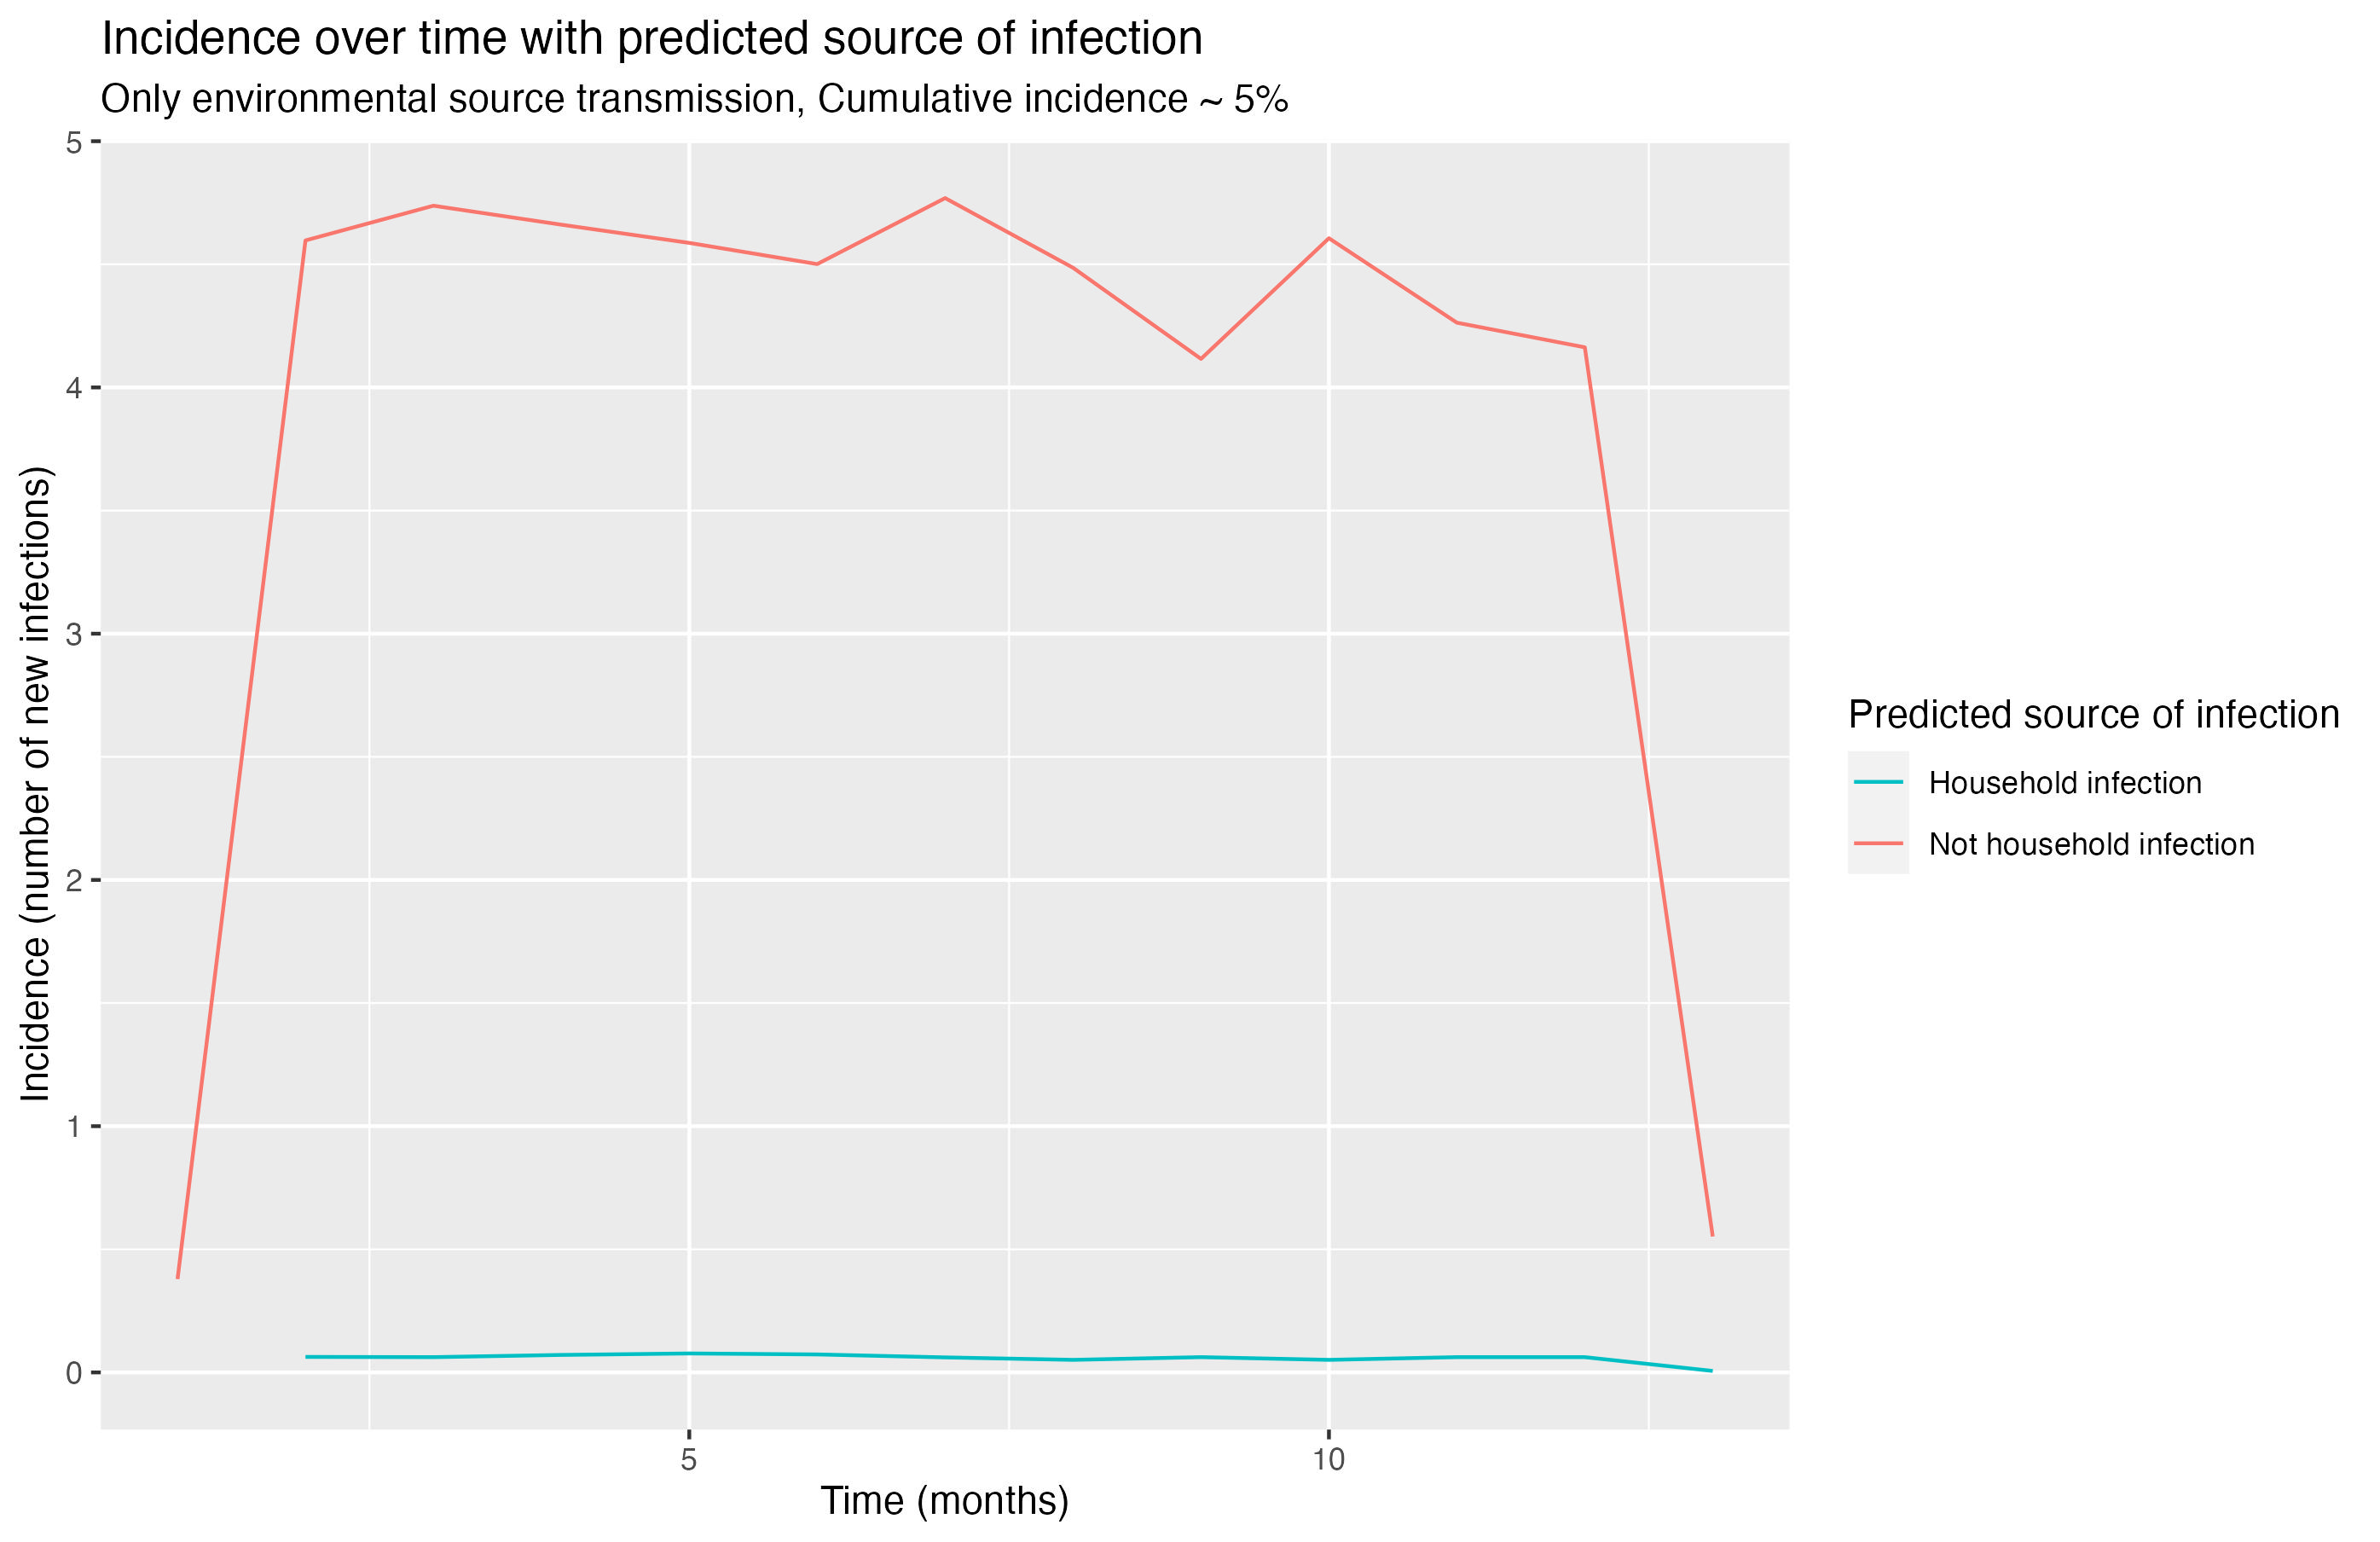 Incidence over time with predicted source of infection
Only environmental source transmission, Cumulative incidence ~ 5%
Incidence (number of new infections)
5
4
3
2
1
0
5
10
Time (months)
Predicted source of infection
Household infection
Not household infection